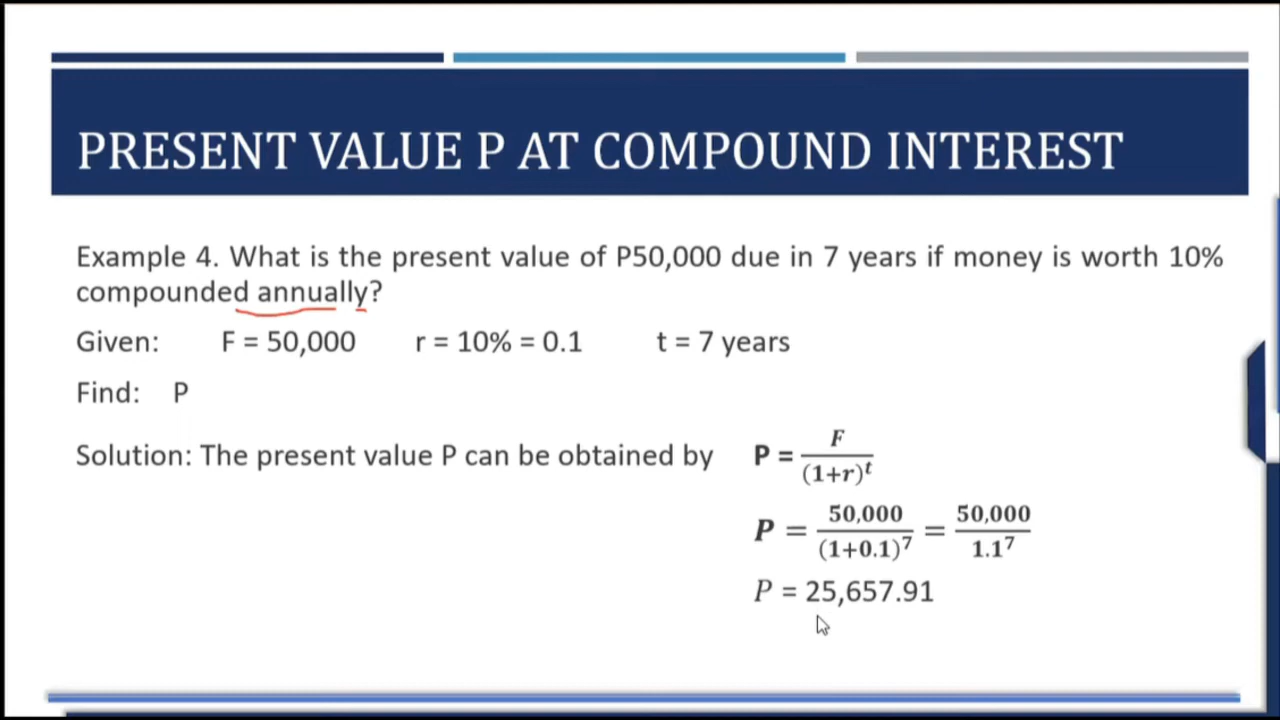 PRESENT VALUE P AT COMPOUND INTEREST
Example 4. What is the present value of P50,000 due in 7 years if money is worth 10%
compounded annually?
Given: F = 50,000 r = 10% = 0.1 t = 7 years
Find: P
Solution: The present value P can be obtained by P = F/(1+r)^t
P = 50,000/(1+0.1)^7 = 50,000/1.1^7
P = 25,657.91